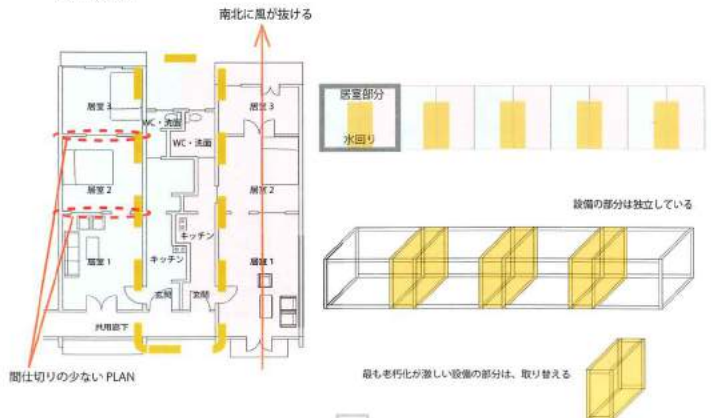 南北に風が抜ける
居室 3
居室 3
WC・洗面
WC・洗面
居室 2
居室 2
キッチン
キッチン
居室 1
居室 1
玄関
玄関
共用廊下
間仕切りの少ない PLAN
居室部分
水回り
設備の部分は独立している
最も老朽化が激しい設備の部分は、取り替える